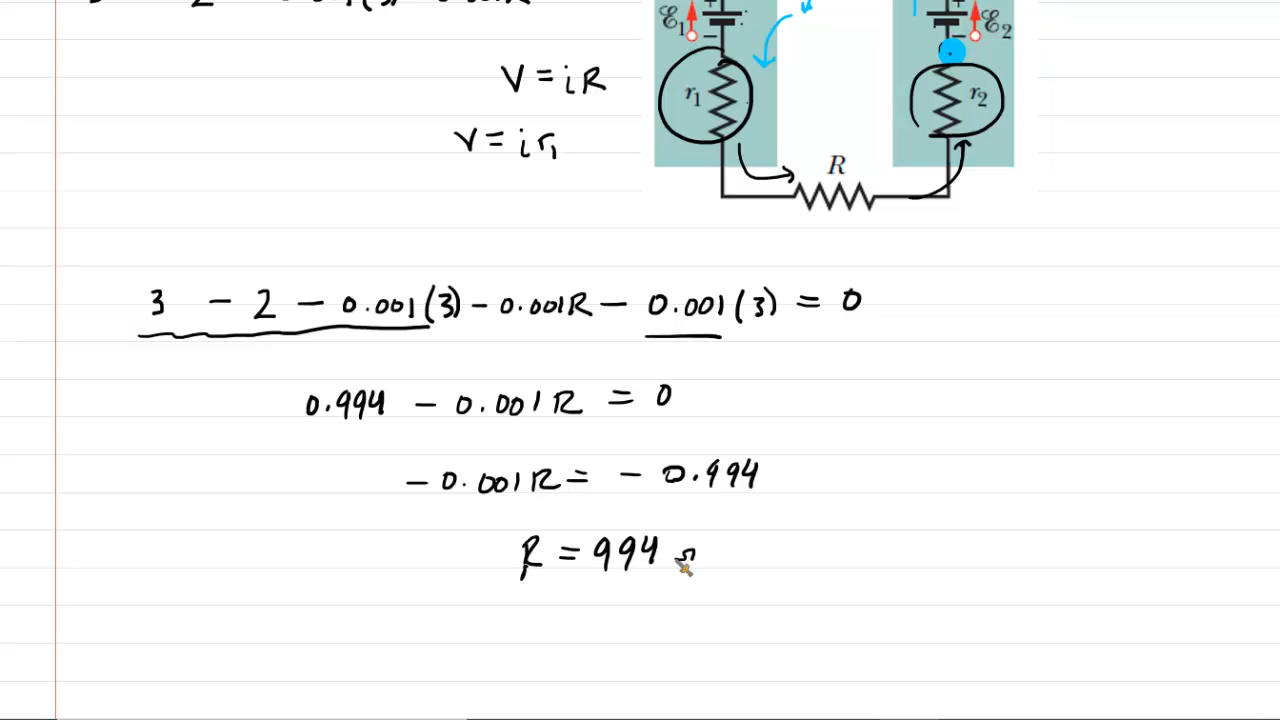 ℰ1 + −
ℰ2 + −
V = iR
r1
r2
V = ir1
R
3 − 2 − 0.001(3) − 0.001R − 0.001(3) = 0
0.994 − 0.001R = 0
− 0.001R = − 0.994
R = 994